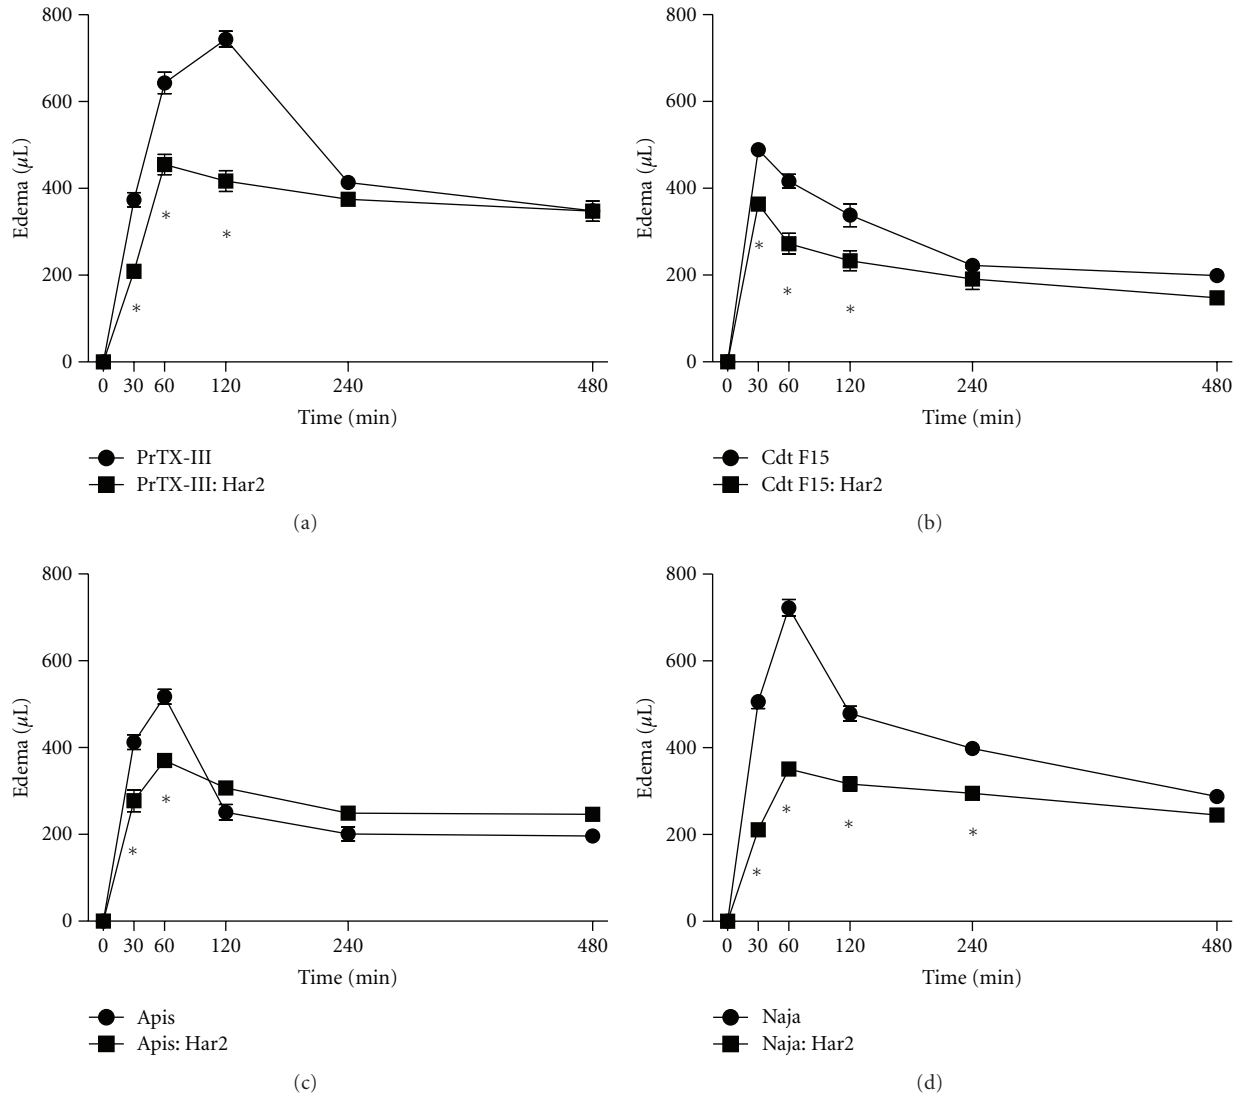 800
600
400
200
0
Edema (μL)
*
*
*
0 30 60 120 240 480
Time (min)
PrTX-III
PrTX-III: Har2
(a)
800
600
400
200
0
Edema (μL)
*
*
*
0 30 60 120 240 480
Time (min)
Cdt F15
Cdt F15: Har2
(b)
800
600
400
200
0
Edema (μL)
*
*
0 30 60 120 240 480
Time (min)
Apis
Apis: Har2
(c)
800
600
400
200
0
Edema (μL)
*
*
*
*
0 30 60 120 240 480
Time (min)
Naja
Naja: Har2
(d)